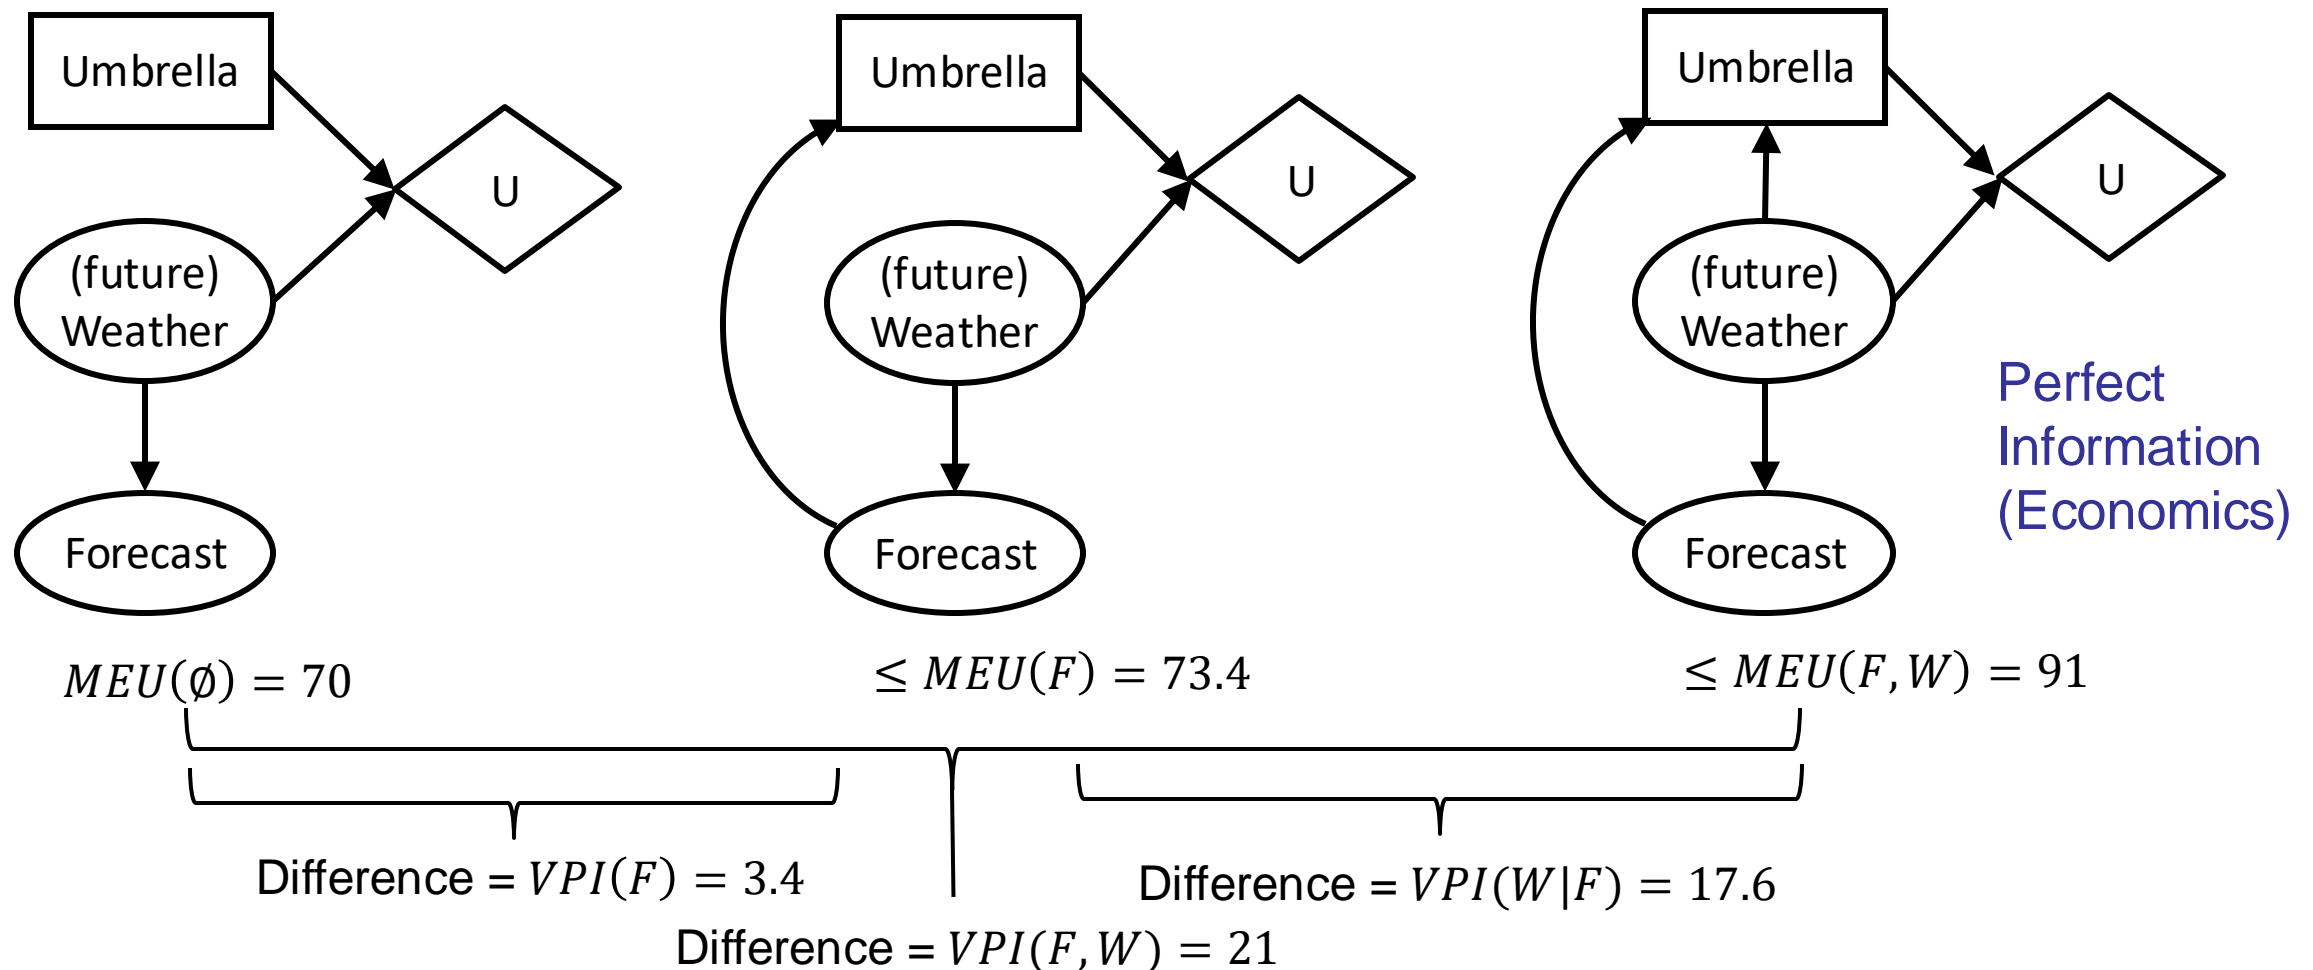 Umbrella
U
(future)
Weather
Forecast
Umbrella
U
(future)
Weather
Forecast
Umbrella
U
(future)
Weather
Forecast
Perfect
Information
(Economics)
MEU(∅) = 70
≤ MEU(F) = 73.4
≤ MEU(F, W) = 91
Difference = VPI(F) = 3.4
Difference = VPI(W|F) = 17.6
Difference = VPI(F, W) = 21